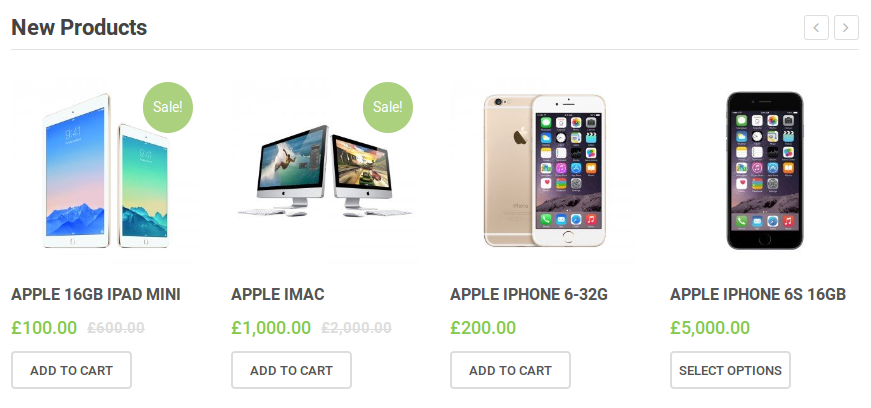 New Products
Sale!
Sale!
APPLE 16GB IPAD MINI
APPLE IMAC
APPLE IPHONE 6-32G
APPLE IPHONE 6S 16GB
£100.00 £600.00
£1,000.00 £2,000.00
£200.00
£5,000.00
ADD TO CART
ADD TO CART
ADD TO CART
SELECT OPTIONS